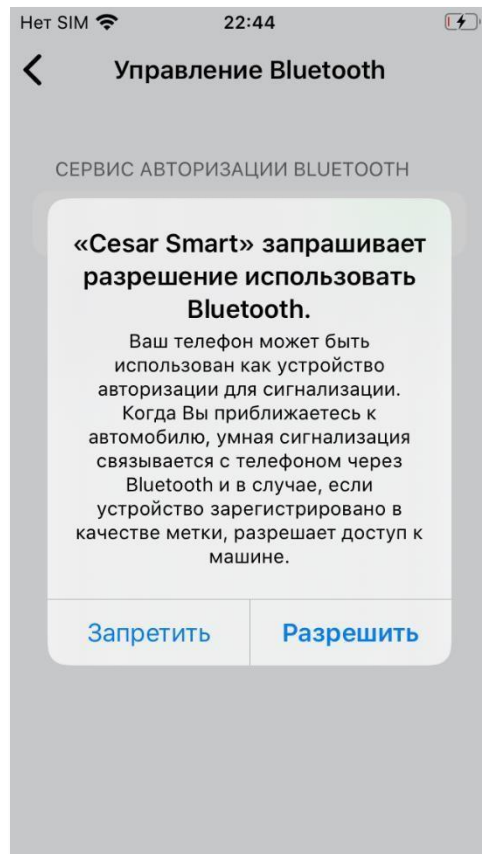 Нет SIM 22:44
Управление Bluetooth
СЕРВИС АВТОРИЗАЦИИ BLUETOOTH
«Cesar Smart» запрашивает
разрешение использовать
Bluetooth.
Ваш телефон может быть
использован как устройство
авторизации для сигнализации.
Когда Вы приближаетесь к
автомобилю, умная сигнализация
связывается с телефоном через
Bluetooth и в случае, если
устройство зарегистрировано в
качестве метки, разрешает доступ к
машине.
Запретить Разрешить